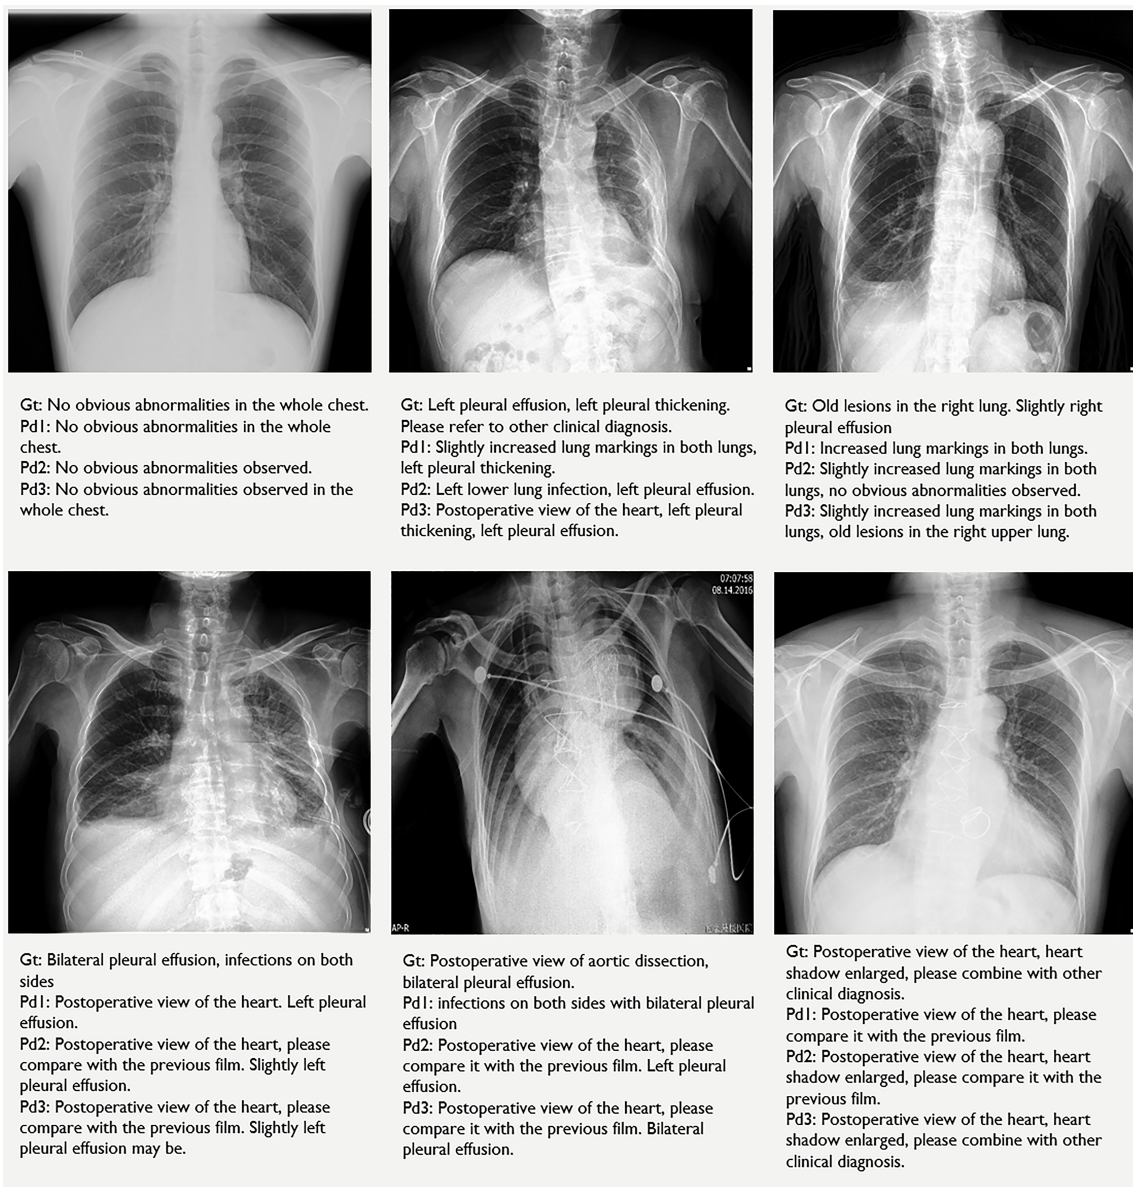 R
Gt: No obvious abnormalities in the whole chest.
Pd1: No obvious abnormalities in the whole
chest.
Pd2: No obvious abnormalities observed.
Pd3: No obvious abnormalities observed in the
whole chest.
Gt: Left pleural effusion, left pleural thickening.
Please refer to other clinical diagnosis.
Pd1: Slightly increased lung markings in both lungs,
left pleural thickening.
Pd2: Left lower lung infection, left pleural effusion.
Pd3: Postoperative view of the heart, left pleural
thickening, left pleural effusion.
Gt: Old lesions in the right lung. Slightly right
pleural effusion
Pd1: Increased lung markings in both lungs.
Pd2: Slightly increased lung markings in both
lungs, no obvious abnormalities observed.
Pd3: Slightly increased lung markings in both
lungs, old lesions in the right upper lung.
07:07:58
08.14.2016
AP-R
Gt: Bilateral pleural effusion, infections on both
sides
Pd1: Postoperative view of the heart. Left pleural
effusion.
Pd2: Postoperative view of the heart, please
compare with the previous film. Slightly left
pleural effusion.
Pd3: Postoperative view of the heart, please
compare with the previous film. Slightly left
pleural effusion may be.
Gt: Postoperative view of aortic dissection,
bilateral pleural effusion.
Pd1: infections on both sides with bilateral pleural
effusion
Pd2: Postoperative view of the heart, please
compare it with the previous film. Left pleural
effusion.
Pd3: Postoperative view of the heart, please
compare it with the previous film. Bilateral
pleural effusion.
Gt: Postoperative view of the heart, heart
shadow enlarged, please combine with other
clinical diagnosis.
Pd1: Postoperative view of the heart, please
compare it with the previous film.
Pd2: Postoperative view of the heart, heart
shadow enlarged, please compare it with the
previous film.
Pd3: Postoperative view of the heart, heart
shadow enlarged, please combine with other
clinical diagnosis.